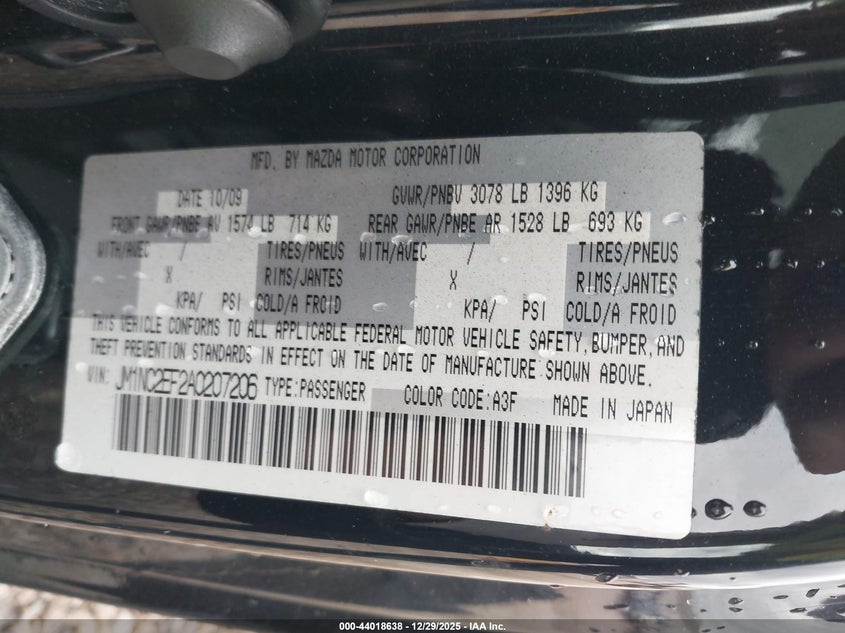 MFD. BY MAZDA MOTOR CORPORATION
DATE 10/09 GVWR/PNBV 3078 LB 1396 KG
FRONT GAWR/PNBE AV 1574 LB 714 KG REAR GAWR/PNBE AR 1528 LB 693 KG
WITH/AVEC / TIRES/PNEUS WITH/AVEC / TIRES/PNEUS
X RIMS/JANTES X RIMS/JANTES
KPA/ PSI COLD/A FROID KPA/ PSI COLD/A FROID
THIS VEHICLE CONFORMS TO ALL APPLICABLE FEDERAL MOTOR VEHICLE SAFETY, BUMPER, AND
THEFT PREVENTION STANDARDS IN EFFECT ON THE DATE OF MANUFACTURE SHOWN ABOVE.
VIN: JM1NC2EF2A0207206 TYPE:PASSENGER COLOR CODE:A3F MADE IN JAPAN
000-44018638 - 12/29/2025 - IAA Inc.